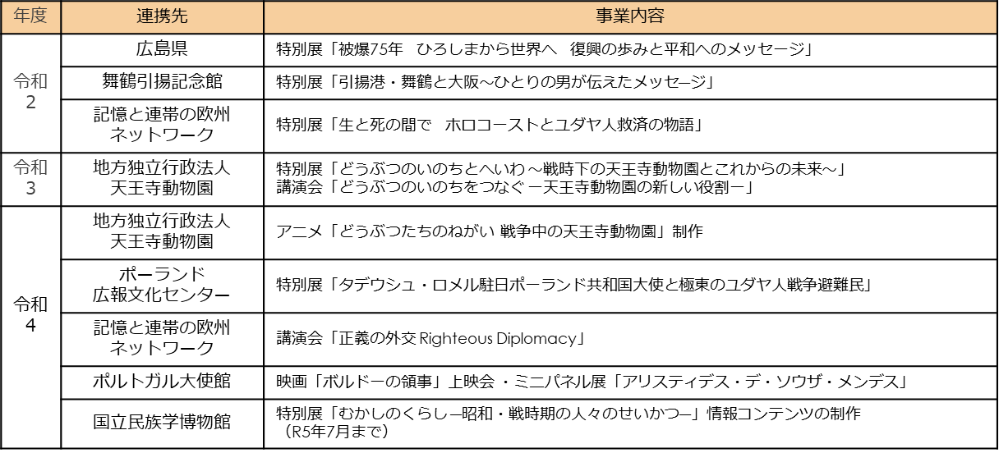 年度 連携先 事業内容
令和
2
広島県 特別展「被爆75年　ひろしまから世界へ　復興の歩みと平和へのメッセージ」
舞鶴引揚記念館 特別展「引揚港・舞鶴と大阪～ひとりの男が伝えたメッセージ」
記憶と連帯の欧州
ネットワーク
特別展「生と死の間で　ホロコーストとユダヤ人救済の物語」
令和
3
地方独立行政法人
天王寺動物園
特別展「どうぶつのいのちとへいわ～戦時下の天王寺動物園とこれからの未来～」
講演会「どうぶつのいのちをつなぐ ―天王寺動物園の新しい役割―」
令和
4
地方独立行政法人
天王寺動物園
アニメ「どうぶつたちのねがい 戦争中の天王寺動物園」制作
ポーランド
広報文化センター
特別展「タデウシュ・ロメル駐日ポーランド共和国大使と極東のユダヤ人戦争避難民」
記憶と連帯の欧州
ネットワーク
講演会「正義の外交 Righteous Diplomacy」
ポルトガル大使館 映画「ボルドーの領事」上映会 ・ミニパネル展「アリスティデス・デ・ソウザ・メンデス」
国立民族学博物館
特別展「むかしのくらし―昭和・戦時期の人々のせいかつ―」情報コンテンツの制作
（R5年7月まで）